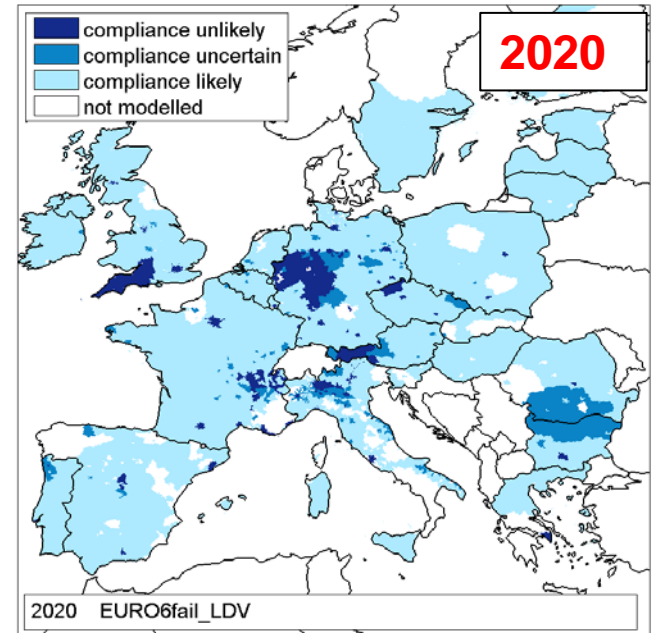 compliance unlikely
compliance uncertain
compliance likely
not modelled
2020
2020 EURO6fail_LDV